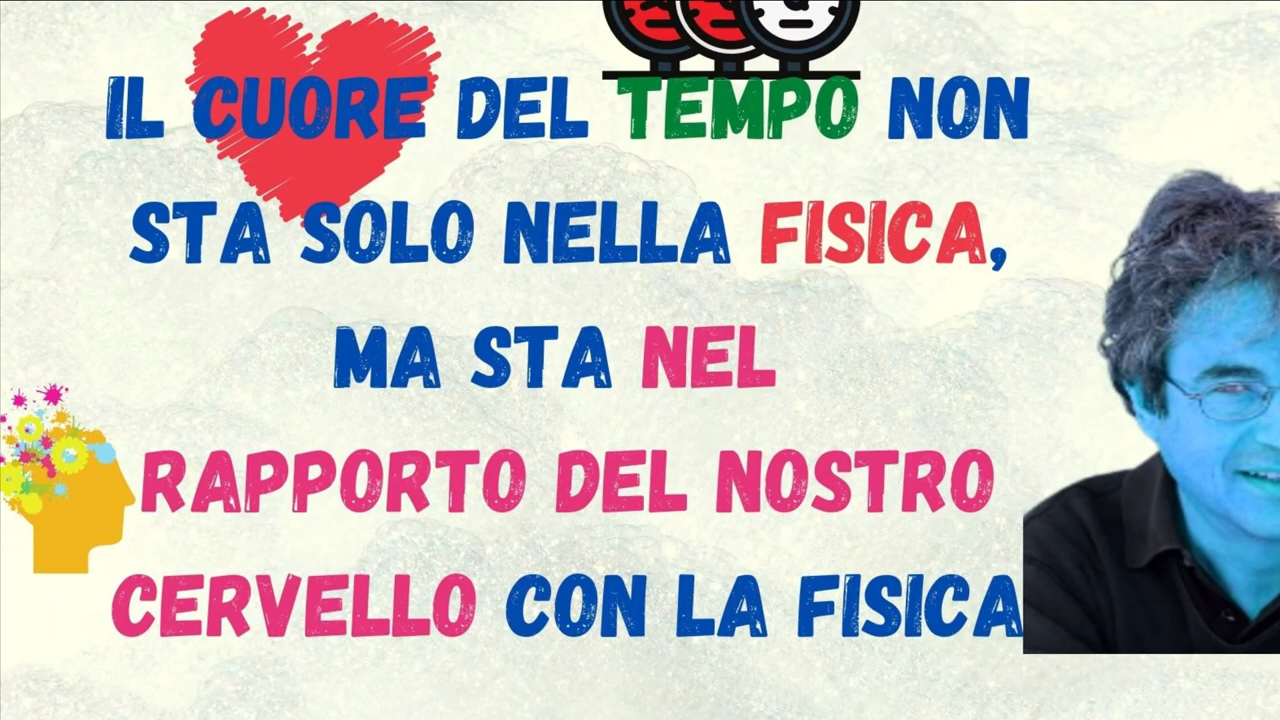 IL CUORE DEL TEMPO NON
STA SOLO NELLA FISICA,
MA STA NEL
RAPPORTO DEL NOSTRO
CERVELLO CON LA FISICA